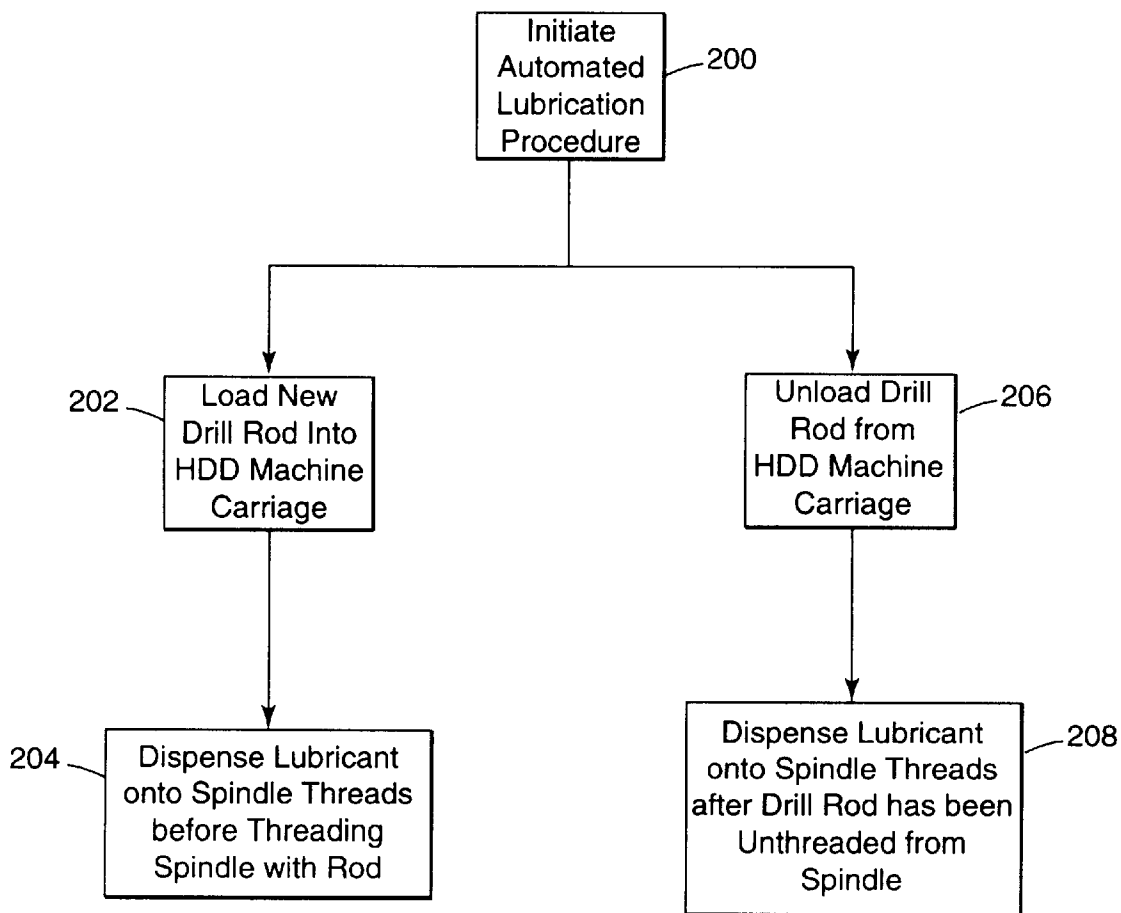 Initiate
Automated
Lubrication
Procedure
200
202
Load New
Drill Rod Into
HDD Machine
Carriage
Unload Drill
Rod from
HDD Machine
Carriage
206
204
Dispense Lubricant
onto Spindle Threads
before Threading
Spindle with Rod
Dispense Lubricant
onto Spindle Threads
after Drill Rod has been
Unthreaded from
Spindle
208